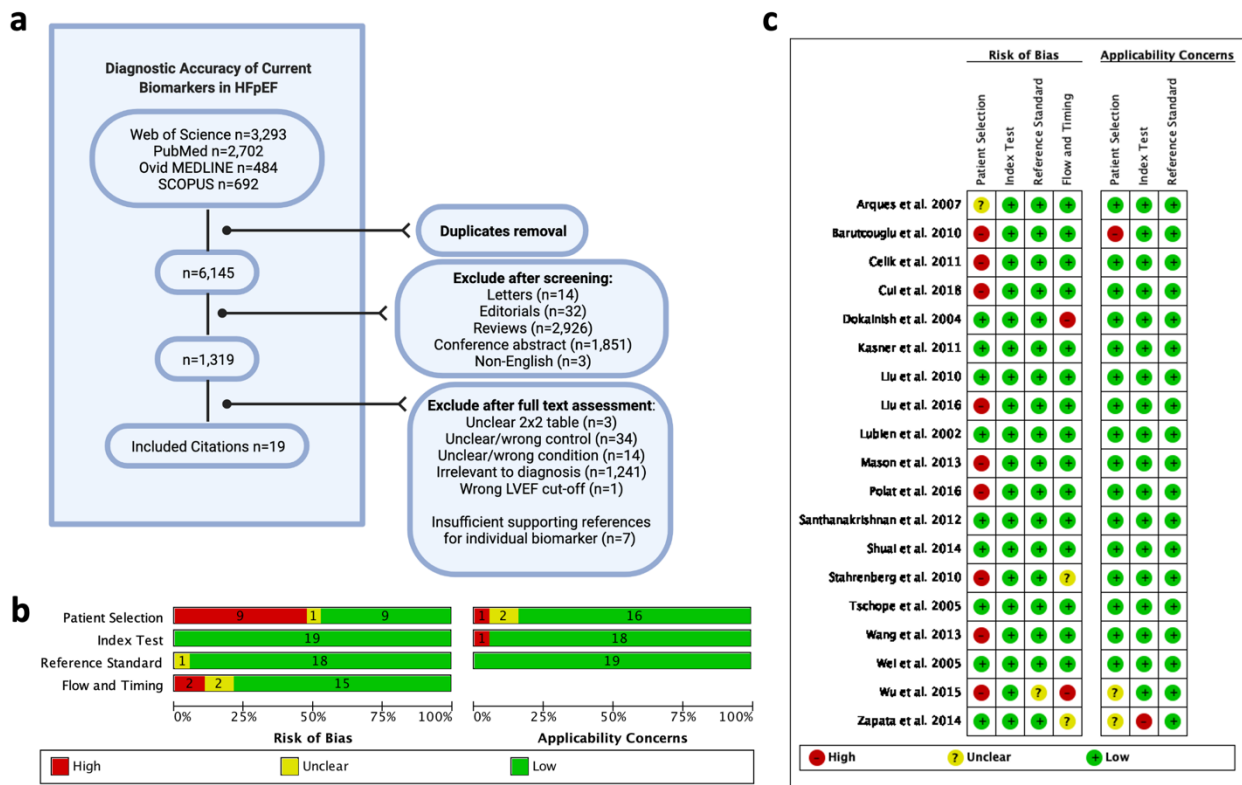 a
Diagnostic Accuracy of Current
Biomarkers in HFpEF
Web of Science n=3,293
PubMed n=2,702
Ovid MEDLINE n=484
SCOPUS n=692
Duplicates removal
n=6,145
Exclude after screening:
Letters (n=14)
Editorials (n=32)
Reviews (n=2,926)
Conference abstract (n=1,851)
Non-English (n=3)
n=1,319
Exclude after full text assessment:
Unclear 2x2 table (n=3)
Unclear/wrong control (n=34)
Unclear/wrong condition (n=14)
Irrelevant to diagnosis (n=1,241)
Wrong LVEF cut-off (n=1)
Insufficient supporting references
for individual biomarker (n=7)
Included Citations n=19
b
Patient Selection 9 1 9 1 2 16
Index Test 19 1 18
Reference Standard 1 18 19
Flow and Timing 2 2 15
0% 25% 50% 75% 100% 0% 25% 50% 75% 100%
Risk of Bias Applicability Concerns
High Unclear Low
c
Risk of Bias Applicability Concerns
Patient Selection
Index Test
Reference Standard
Flow and Timing
Patient Selection
Index Test
Reference Standard
Arques et al. 2007 ? + + + + + +
Barutcouglu et al. 2010 - + + + - + +
Celik et al. 2011 - + + + + + +
Cui et al. 2018 - + + + + + +
Dokainish et al. 2004 + + + - + + +
Kasner et al. 2011 + + + + + + +
Liu et al. 2010 + + + + + + +
Liu et al. 2016 - + + + + + +
Lubien et al. 2002 + + + + + + +
Mason et al. 2013 - + + + + + +
Polat et al. 2016 - + + + + + +
Santhanakrishnan et al. 2012 + + + + + + +
Shuai et al. 2014 + + + + + + +
Stahrenberg et al. 2010 - + + ? + + +
Tschope et al. 2005 + + + + + + +
Wang et al. 2013 - + + + + + +
Wei et al. 2005 + + + + + + +
Wu et al. 2015 - + ? - ? + +
Zapata et al. 2014 + + + ? ? - +
- High ? Unclear + Low